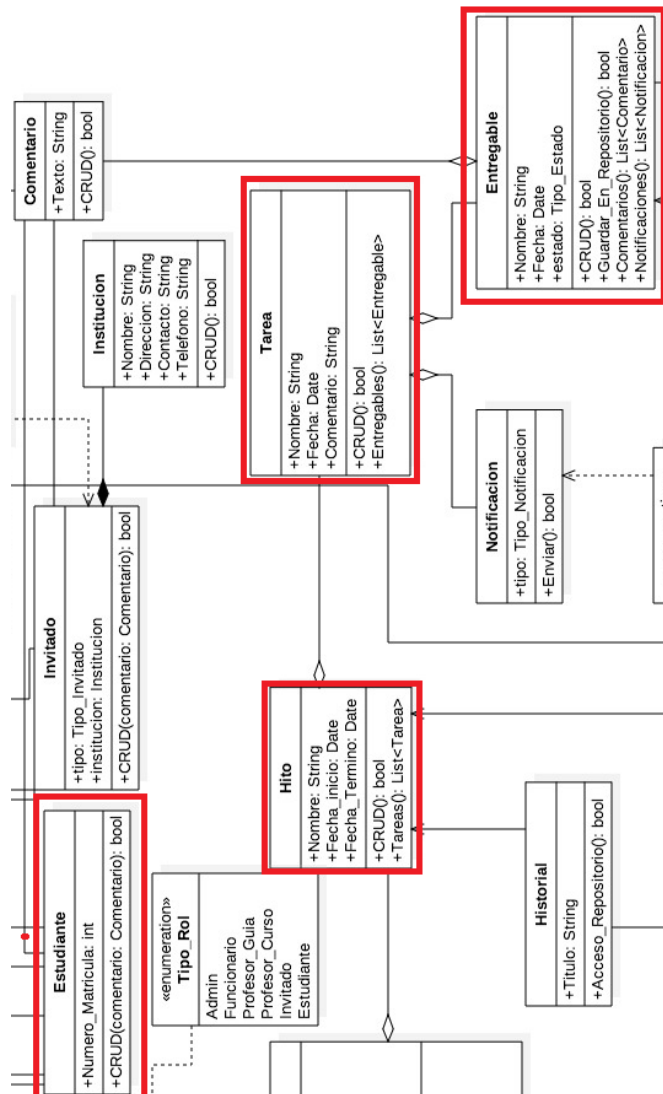 Comentario
+Texto: String
+CRUD(): bool
Institucion
+Nombre: String
+Direccion: String
+Contacto: String
+Telefono: String
+CRUD(): bool
Tarea
+Nombre: String
+Fecha: Date
+Comentario: String
+CRUD(): bool
+Entregables(): List<Entregable>
Entregable
+Nombre: String
+Fecha: Date
+estado: Tipo_Estado
+CRUD(): bool
+Guardar_En_Repositorio(): bool
+Comentarios(): List<Comentario>
+Notificaciones(): List<Notificacion>
Invitado
+tipo: Tipo_Invitado
+institucion: Institucion
+CRUD(comentario: Comentario): bool
Notificacion
+tipo: Tipo_Notificacion
+Enviar(): bool
Estudiante
+Numero_Matricula: int
+CRUD(comentario: Comentario): bool
Hito
+Nombre: String
+Fecha_inicio: Date
+Fecha_Termino: Date
+CRUD(): bool
+Tareas(): List<Tarea>
«enumeration»
Tipo_Rol
Admin
Funcionario
Profesor_Guia
Profesor_Curso
Invitado
Estudiante
Historial
+Titulo: String
+Acceso_Repositorio(): bool